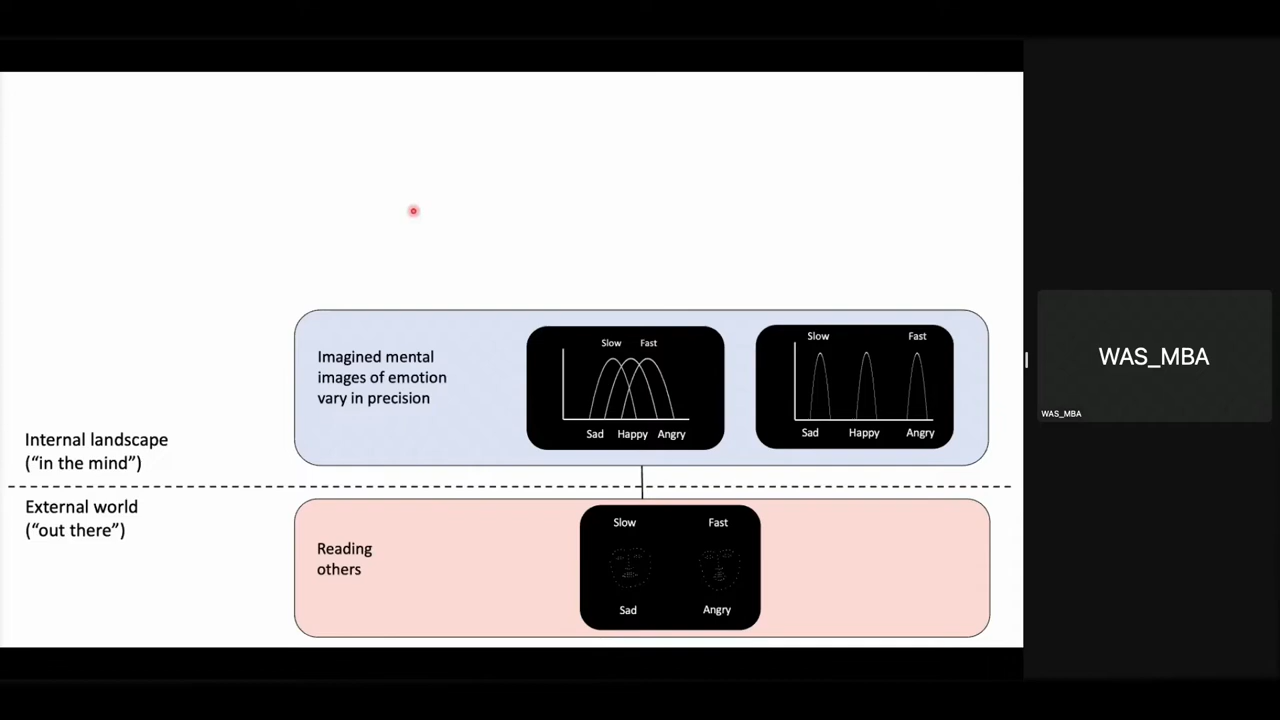 Imagined mental
images of emotion
vary in precision
Slow Fast
Sad Happy Angry
Slow Fast
Sad Happy Angry
Internal landscape
(“in the mind”)
External world
(“out there”)
Reading
others
Slow Fast
Sad Angry
WAS_MBA
WAS_MBA